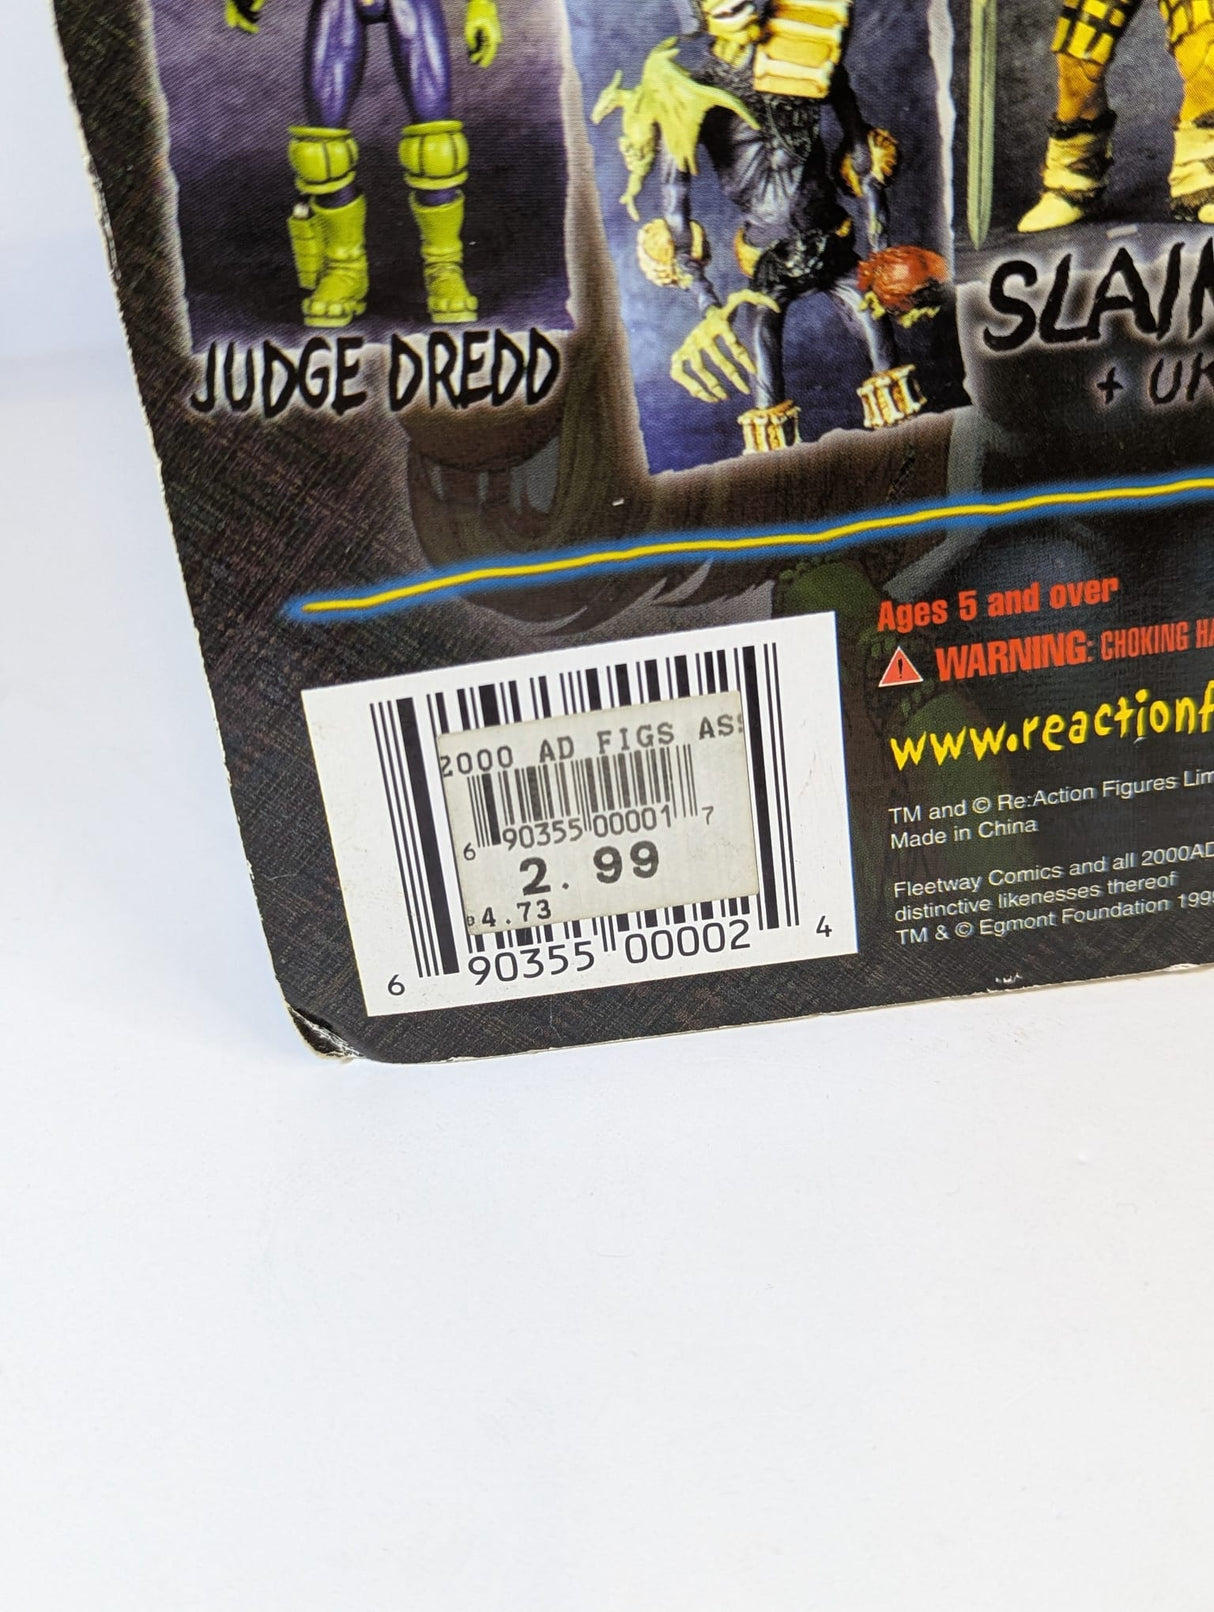 JUDGE DREDD
SLAIN
+ UK
Ages 5 and over
WARNING: CHOKING HA
www.reactionf
TM and © Re:Action Figures Lim
Made in China
Fleetway Comics and all 2000AD
distinctive likenesses thereof
TM & © Egmont Foundation 199
2000 AD FIGS AS
6 90355 00001 7
2.99
4.73
6 90355 00002 4